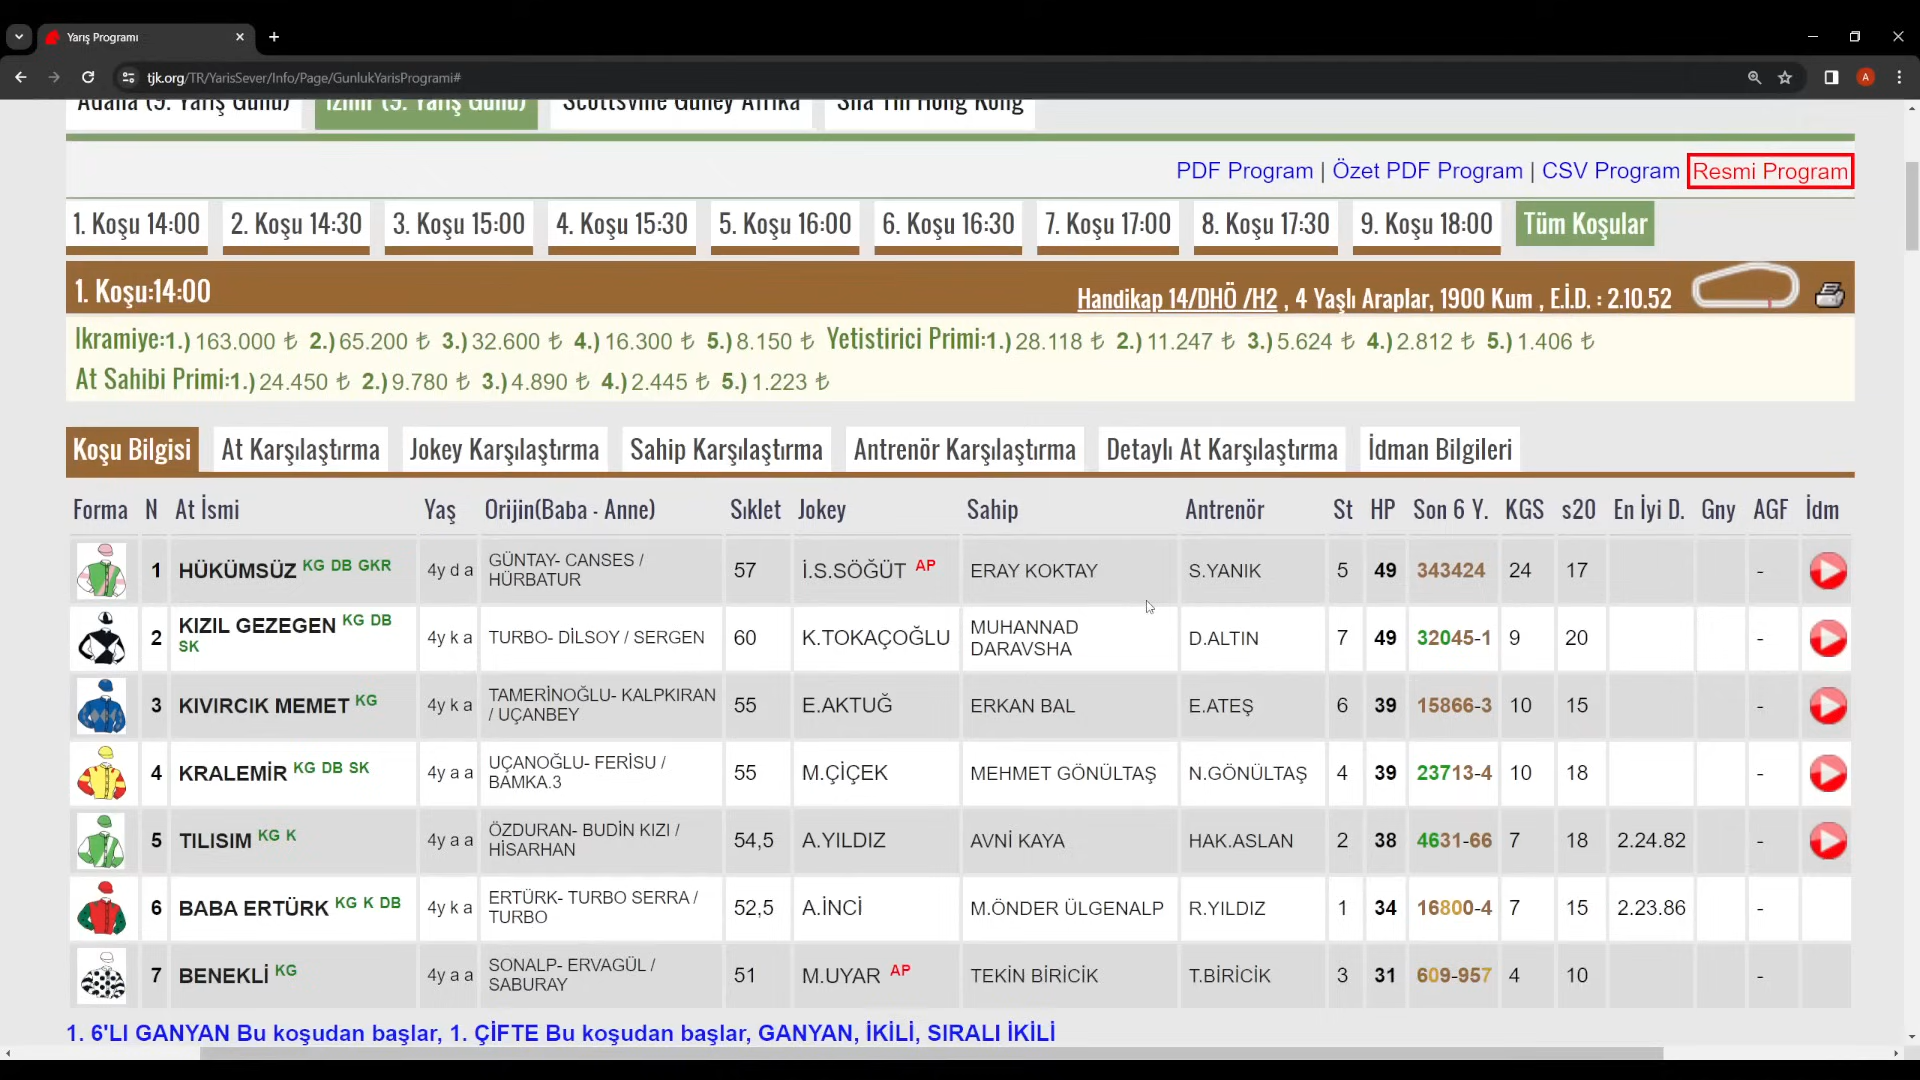 Yarış Programı
tjk.org/TR/YarisSever/Info/Page/GunlukYarisProgrami#
A
Adana (5. Yarış Günü) İzmir (5. Yarış Günü) Scottsville Güney Afrika Sha Tin Hong Kong
PDF Program | Özet PDF Program | CSV Program Resmi Program
1. Koşu 14:00 2. Koşu 14:30 3. Koşu 15:00 4. Koşu 15:30 5. Koşu 16:00 6. Koşu 16:30 7. Koşu 17:00 8. Koşu 17:30 9. Koşu 18:00 Tüm Koşular
1. Koşu:14:00 Handikap 14/DHÖ /H2 , 4 Yaşlı Araplar, 1900 Kum , E.İ.D. : 2.10.52
Ikramiye:1.) 163.000 ₺ 2.) 65.200 ₺ 3.) 32.600 ₺ 4.) 16.300 ₺ 5.) 8.150 ₺ Yetistirici Primi:1.) 28.118 ₺ 2.) 11.247 ₺ 3.) 5.624 ₺ 4.) 2.812 ₺ 5.) 1.406 ₺
At Sahibi Primi:1.) 24.450 ₺ 2.) 9.780 ₺ 3.) 4.890 ₺ 4.) 2.445 ₺ 5.) 1.223 ₺
Koşu Bilgisi At Karşılaştırma Jokey Karşılaştırma Sahip Karşılaştırma Antrenör Karşılaştırma Detaylı At Karşılaştırma İdman Bilgileri
Forma N At İsmi Yaş Orijin(Baba - Anne) Sıklet Jokey Sahip Antrenör St HP Son 6 Y. KGS s20 En İyi D. Gny AGF İdm
1 HÜKÜMSÜZ KG DB GKR 4y d a GÜNTAY- CANSES / HÜRBATUR 57 İ.S.SÖĞÜT AP ERAY KOKTAY S.YANIK 5 49 343424 24 17 -
2 KIZIL GEZEGEN KG DB SK 4y k a TURBO- DİLSOY / SERGEN 60 K.TOKAÇOĞLU MUHANNAD DARAVSHA D.ALTIN 7 49 32045-1 9 20 -
3 KIVIRCIK MEMET KG 4y k a TAMERİNOĞLU- KALPKIRAN / UÇANBEY 55 E.AKTUĞ ERKAN BAL E.ATEŞ 6 39 15866-3 10 15 -
4 KRALEMİR KG DB SK 4y a a UÇANOĞLU- FERİSU / BAMKA.3 55 M.ÇİÇEK MEHMET GÖNÜLTAŞ N.GÖNÜLTAŞ 4 39 23713-4 10 18 -
5 TILISIM KG K 4y a a ÖZDURAN- BUDİN KIZI / HİSARHAN 54,5 A.YILDIZ AVNİ KAYA HAK.ASLAN 2 38 4631-66 7 18 2.24.82 -
6 BABA ERTÜRK KG K DB 4y k a ERTÜRK- TURBO SERRA / TURBO 52,5 A.İNCİ M.ÖNDER ÜLGENALP R.YILDIZ 1 34 16800-4 7 15 2.23.86 -
7 BENEKLİ KG 4y a a SONALP- ERVAGÜL / SABURAY 51 M.UYAR AP TEKİN BİRİCİK T.BİRİCİK 3 31 609-957 4 10 -
1. 6'LI GANYAN Bu koşudan başlar, 1. ÇİFTE Bu koşudan başlar, GANYAN, İKİLİ, SIRALI İKİLİ